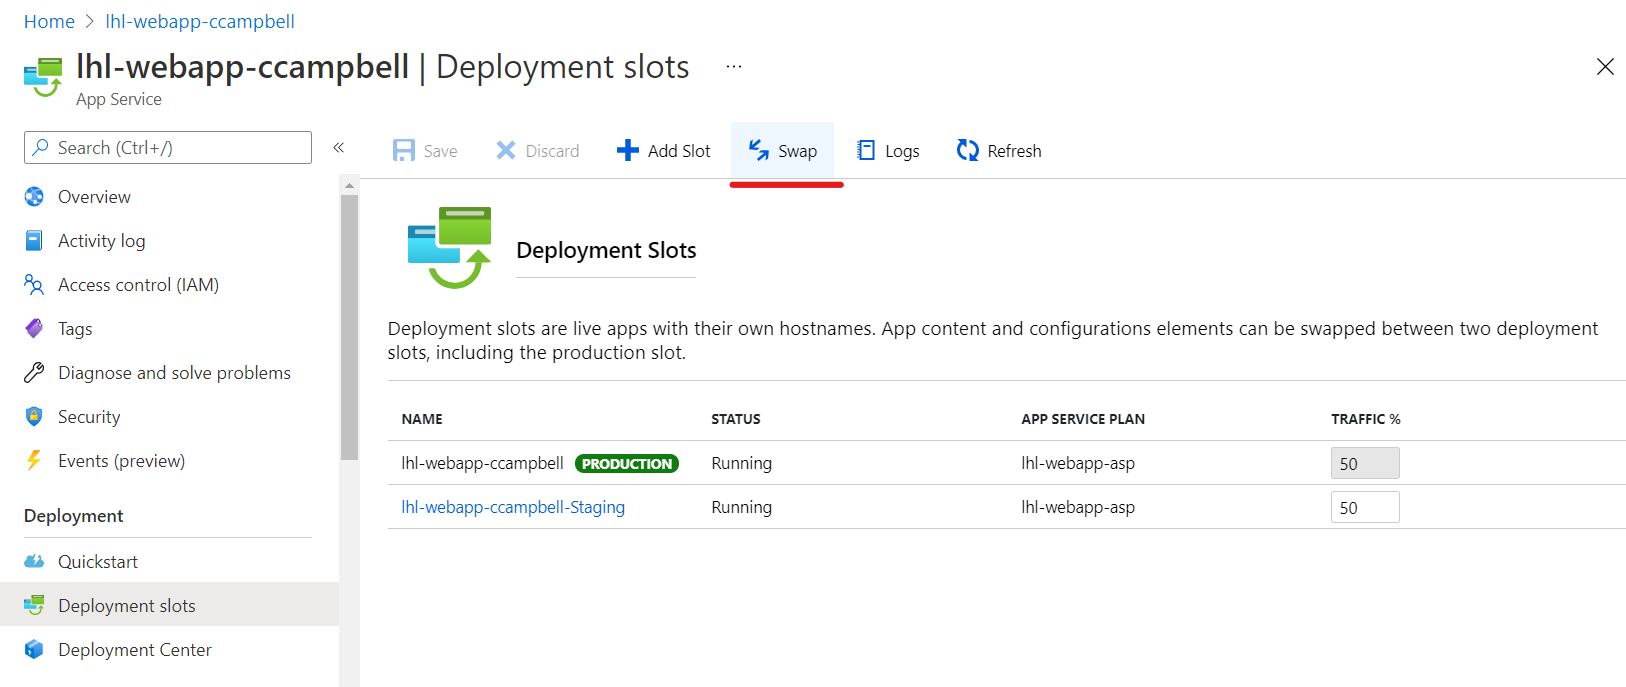 Home > lhl-webapp-ccampbell
lhl-webapp-ccampbell | Deployment slots ...
App Service
Search (Ctrl+/) «
Save Discard Add Slot Swap Logs Refresh
Overview
Activity log
Access control (IAM)
Tags
Diagnose and solve problems
Security
Events (preview)
Deployment
Quickstart
Deployment slots
Deployment Center
Deployment Slots
Deployment slots are live apps with their own hostnames. App content and configurations elements can be swapped between two deployment
slots, including the production slot.
NAME STATUS APP SERVICE PLAN TRAFFIC %
lhl-webapp-ccampbell PRODUCTION Running lhl-webapp-asp 50
lhl-webapp-ccampbell-Staging Running lhl-webapp-asp 50